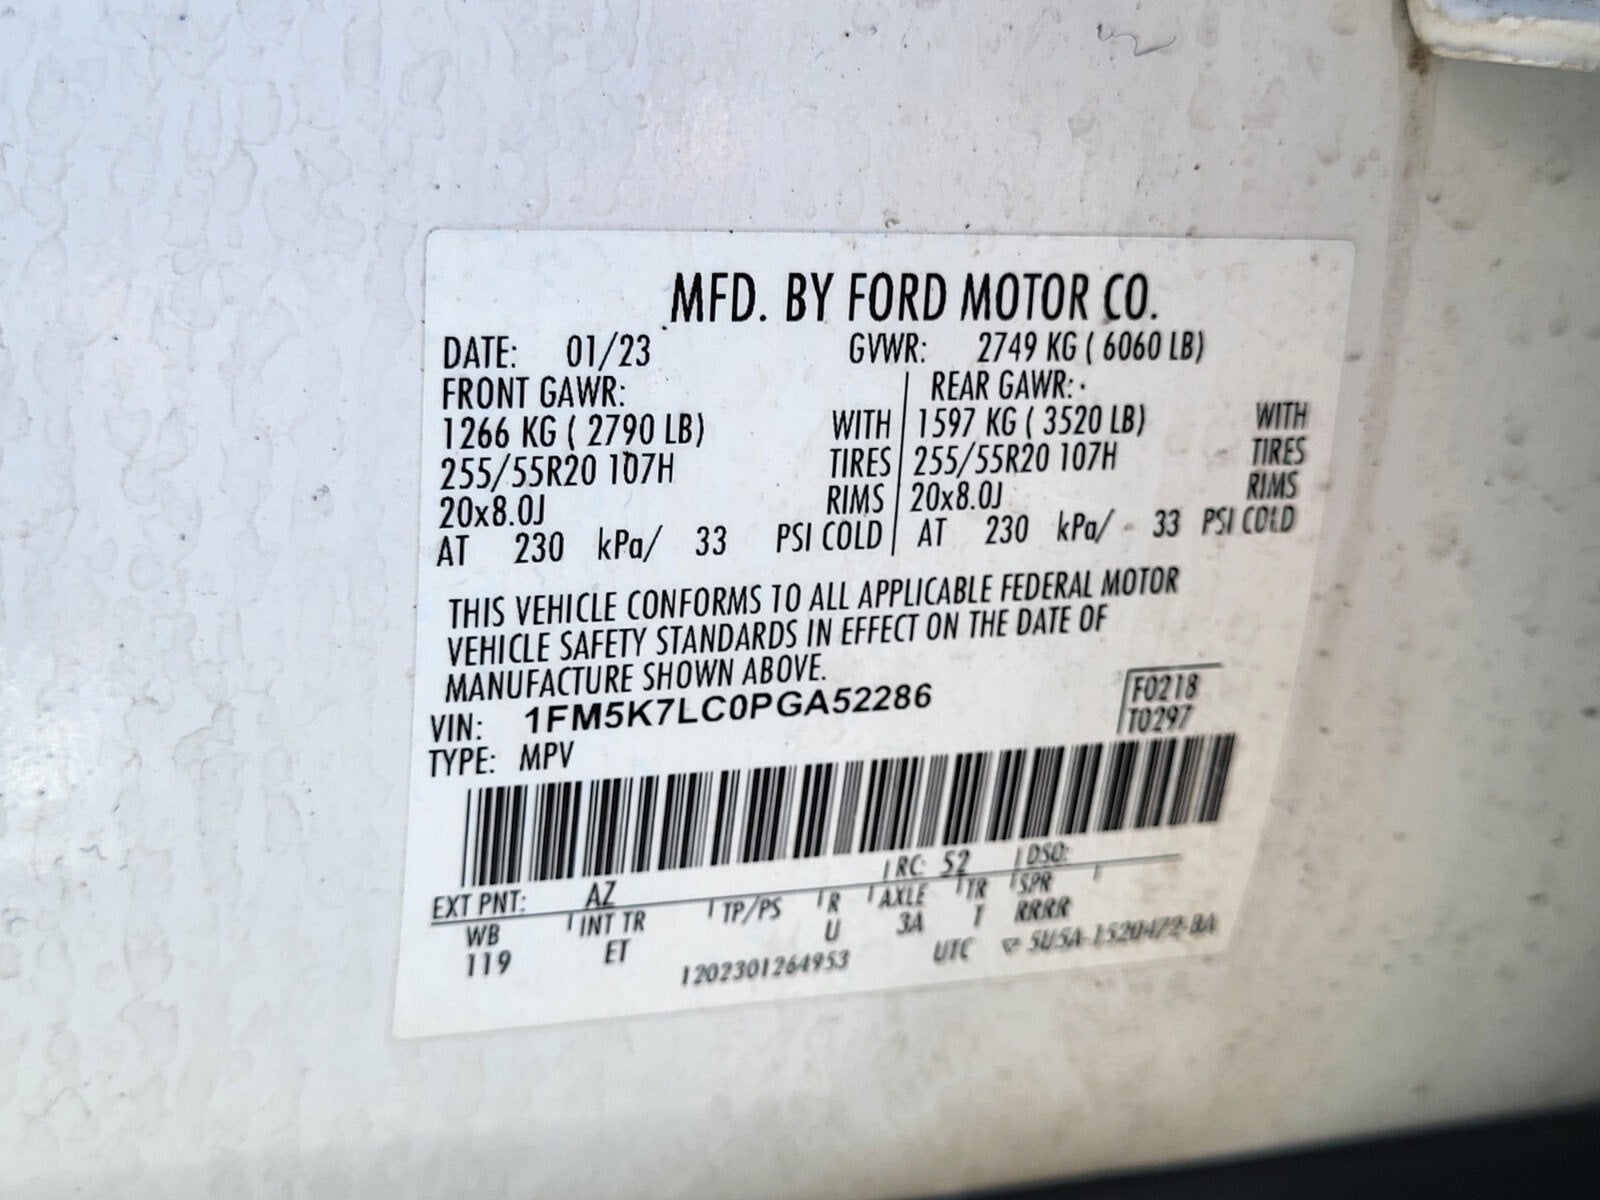 MFD. BY FORD MOTOR CO.
DATE: 01/23 GVWR: 2749 KG ( 6060 LB)
FRONT GAWR: REAR GAWR:
1266 KG ( 2790 LB) WITH 1597 KG ( 3520 LB) WITH
255/55R20 107H TIRES 255/55R20 107H TIRES
20x8.0J RIMS 20x8.0J RIMS
AT 230 kPa/ 33 PSI COLD AT 230 kPa/ 33 PSI COLD
THIS VEHICLE CONFORMS TO ALL APPLICABLE FEDERAL MOTOR
VEHICLE SAFETY STANDARDS IN EFFECT ON THE DATE OF
MANUFACTURE SHOWN ABOVE.
VIN: 1FM5K7LC0PGA52286 F0218
TYPE: MPV T0297
EXT PNT: AZ RC: 52 DSO:
WB INT TR TP/PS R AXLE TR SPR
119 ET U 3A T RRRR
1202301264953 UTC 5U5A-1520472-BA